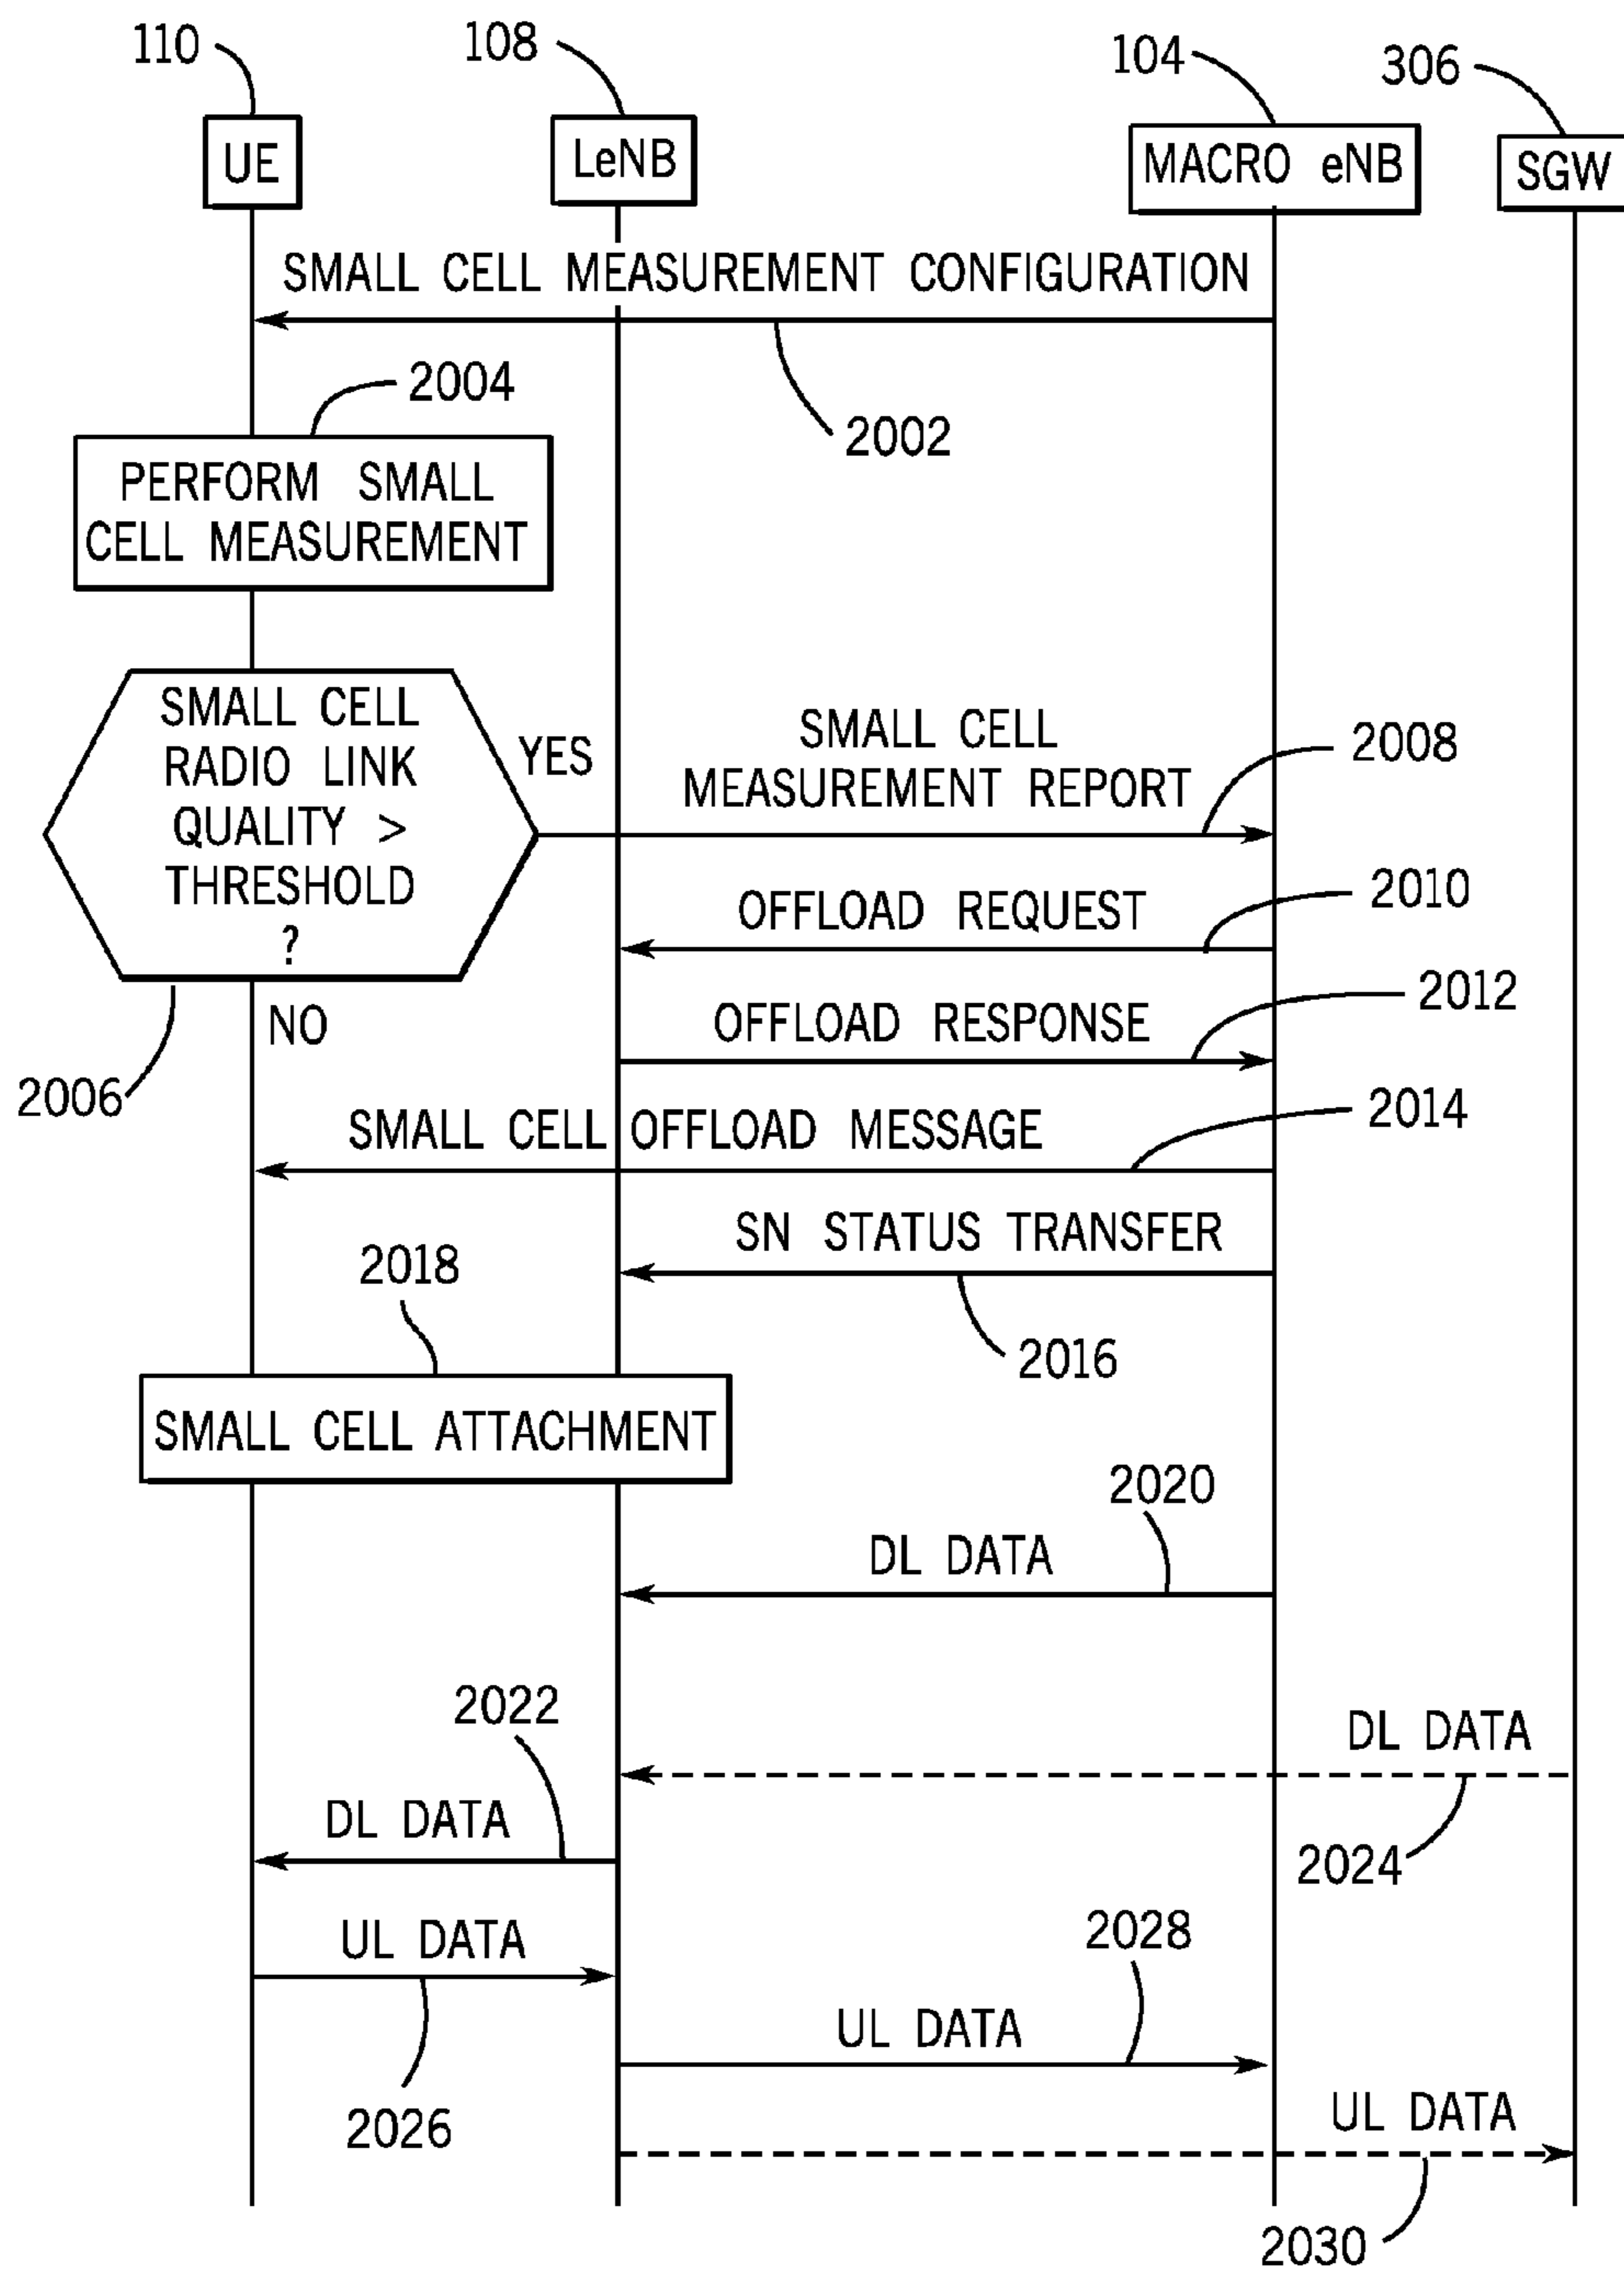 110
108
104
306
UE
LeNB
MACRO eNB
SGW
SMALL CELL MEASUREMENT CONFIGURATION
2004
2002
PERFORM SMALL
CELL MEASUREMENT
SMALL CELL
RADIO LINK
QUALITY >
THRESHOLD
?
YES
NO
2006
SMALL CELL
MEASUREMENT REPORT
2008
OFFLOAD REQUEST
2010
OFFLOAD RESPONSE
2012
SMALL CELL OFFLOAD MESSAGE
2014
SN STATUS TRANSFER
2018
2016
SMALL CELL ATTACHMENT
2020
DL DATA
2022
DL DATA
DL DATA
2024
UL DATA
2028
UL DATA
2026
UL DATA
2030